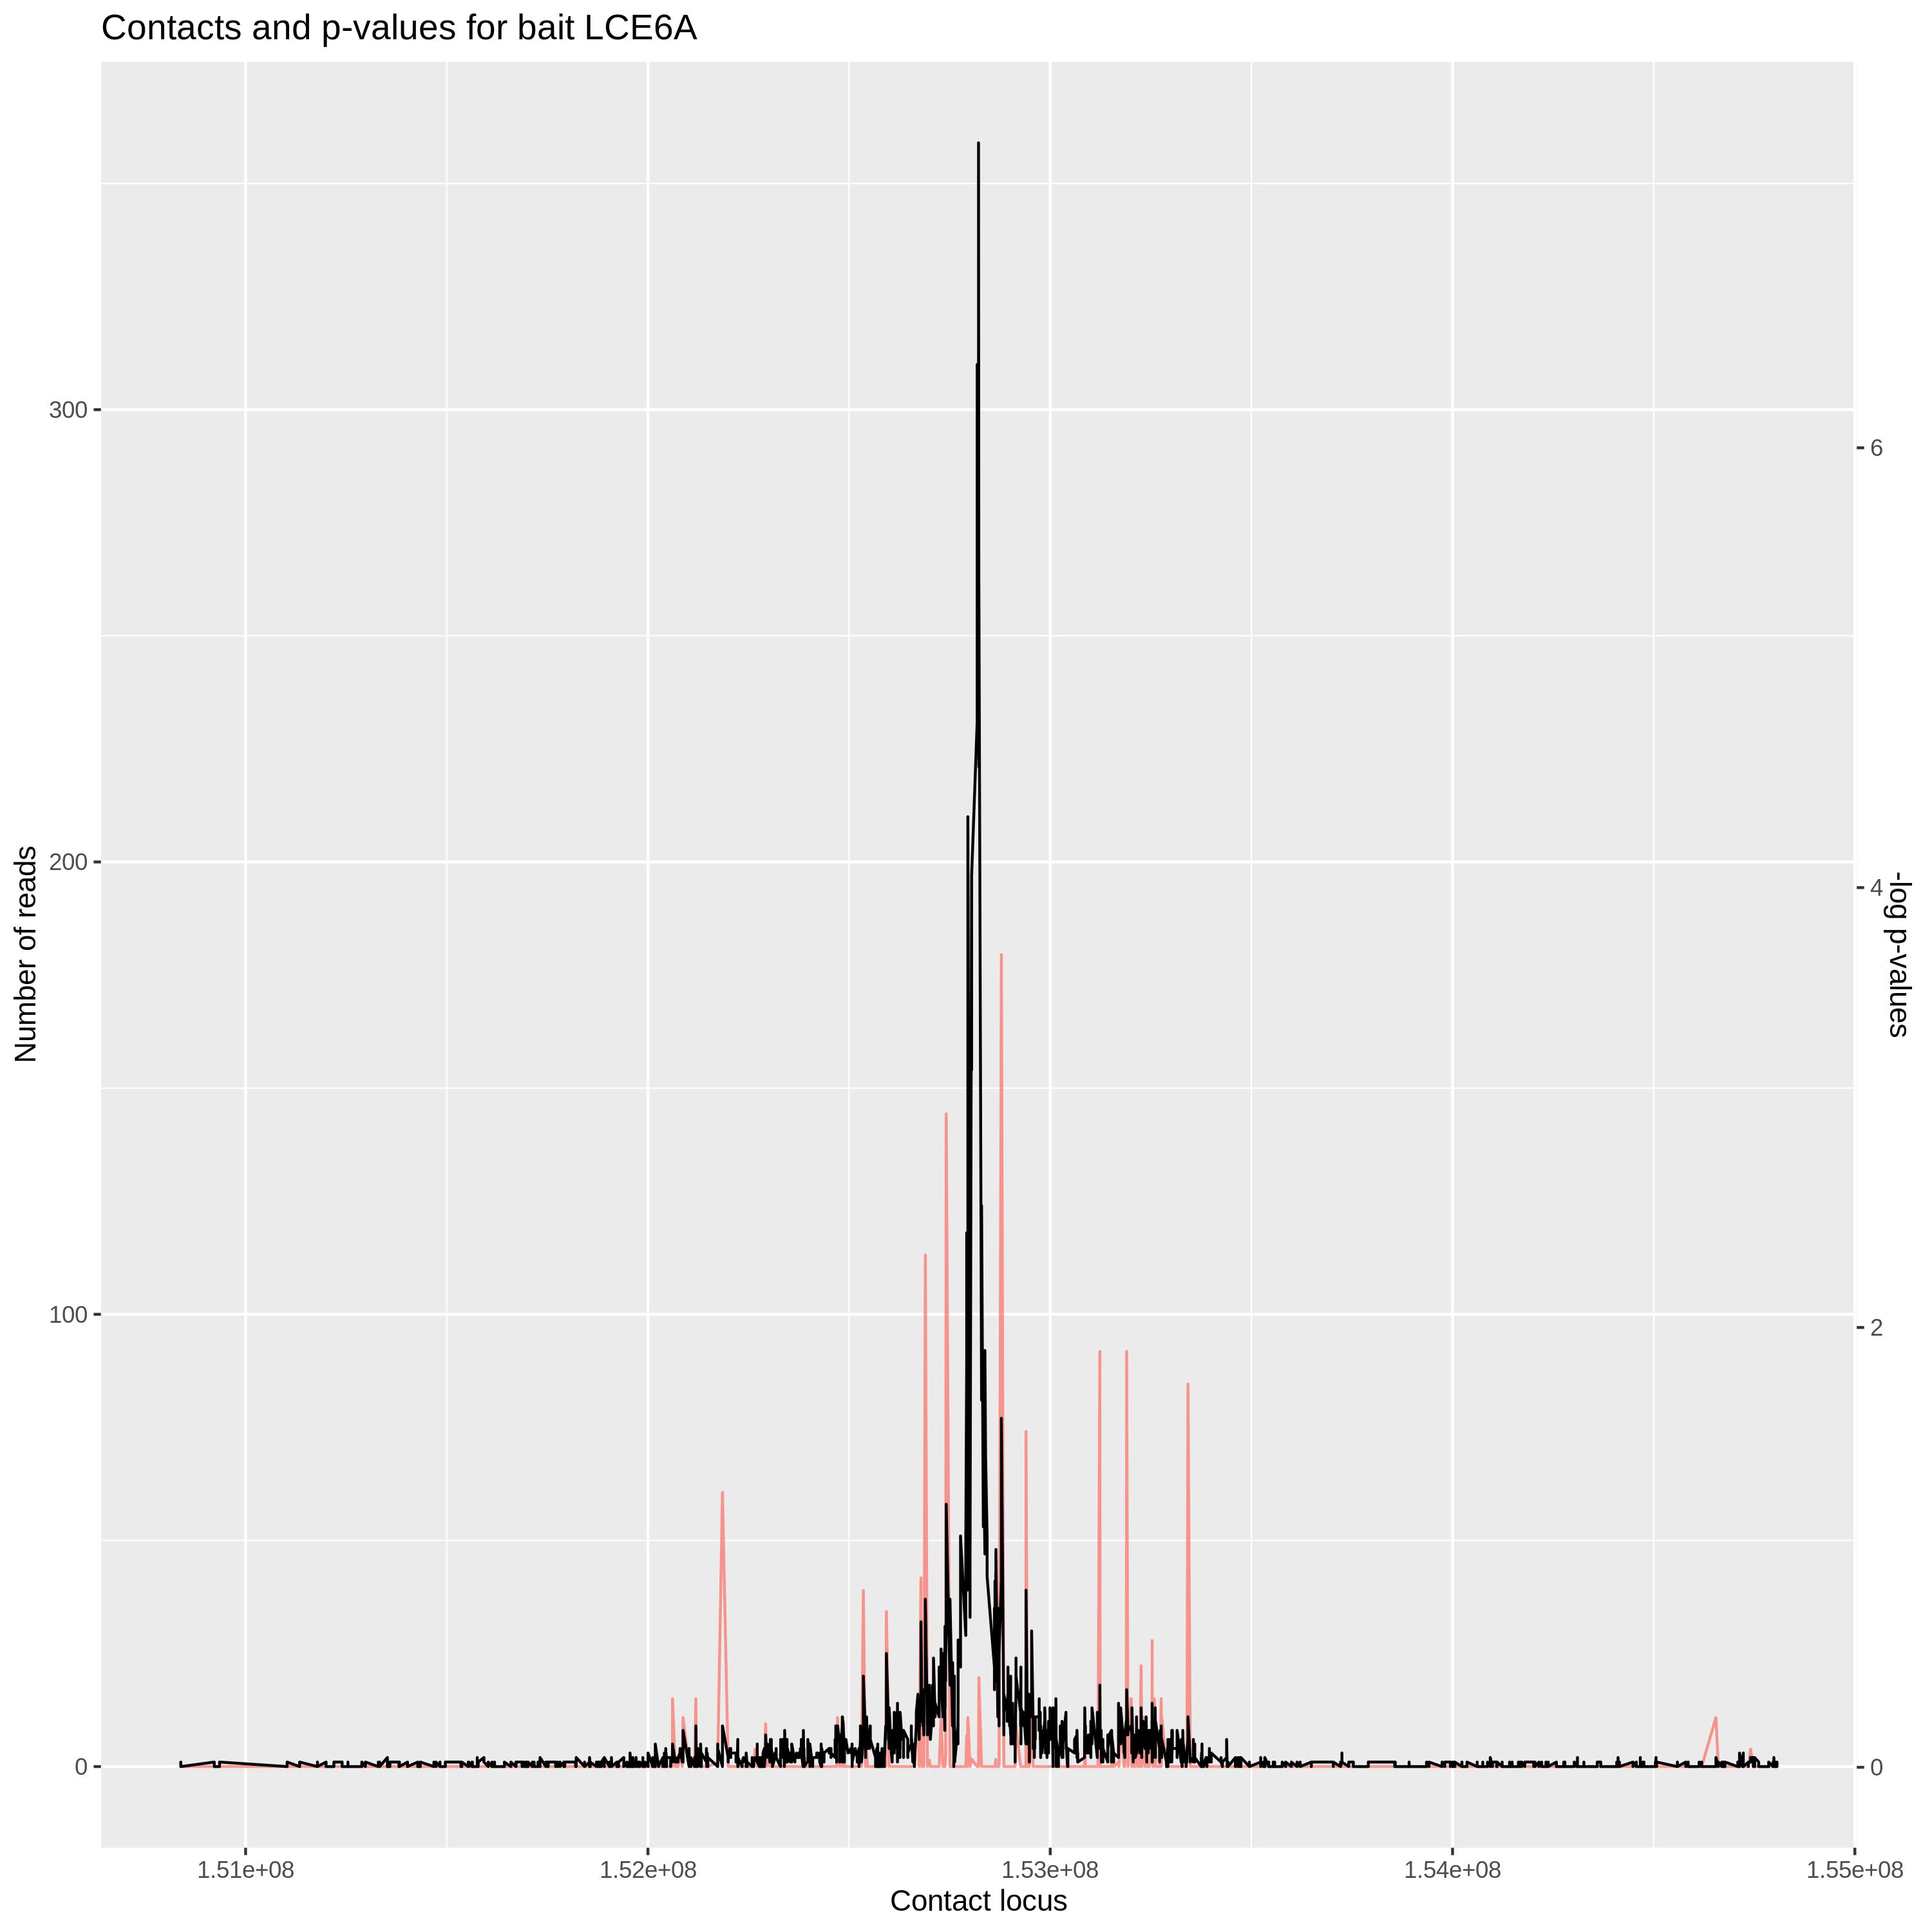 Contacts and p-values for bait LCE6A
Number of reads
300
200
100
0
6
4
2
0
-log p-values
1.51e+08 1.52e+08 1.53e+08 1.54e+08 1.55e+08
Contact locus